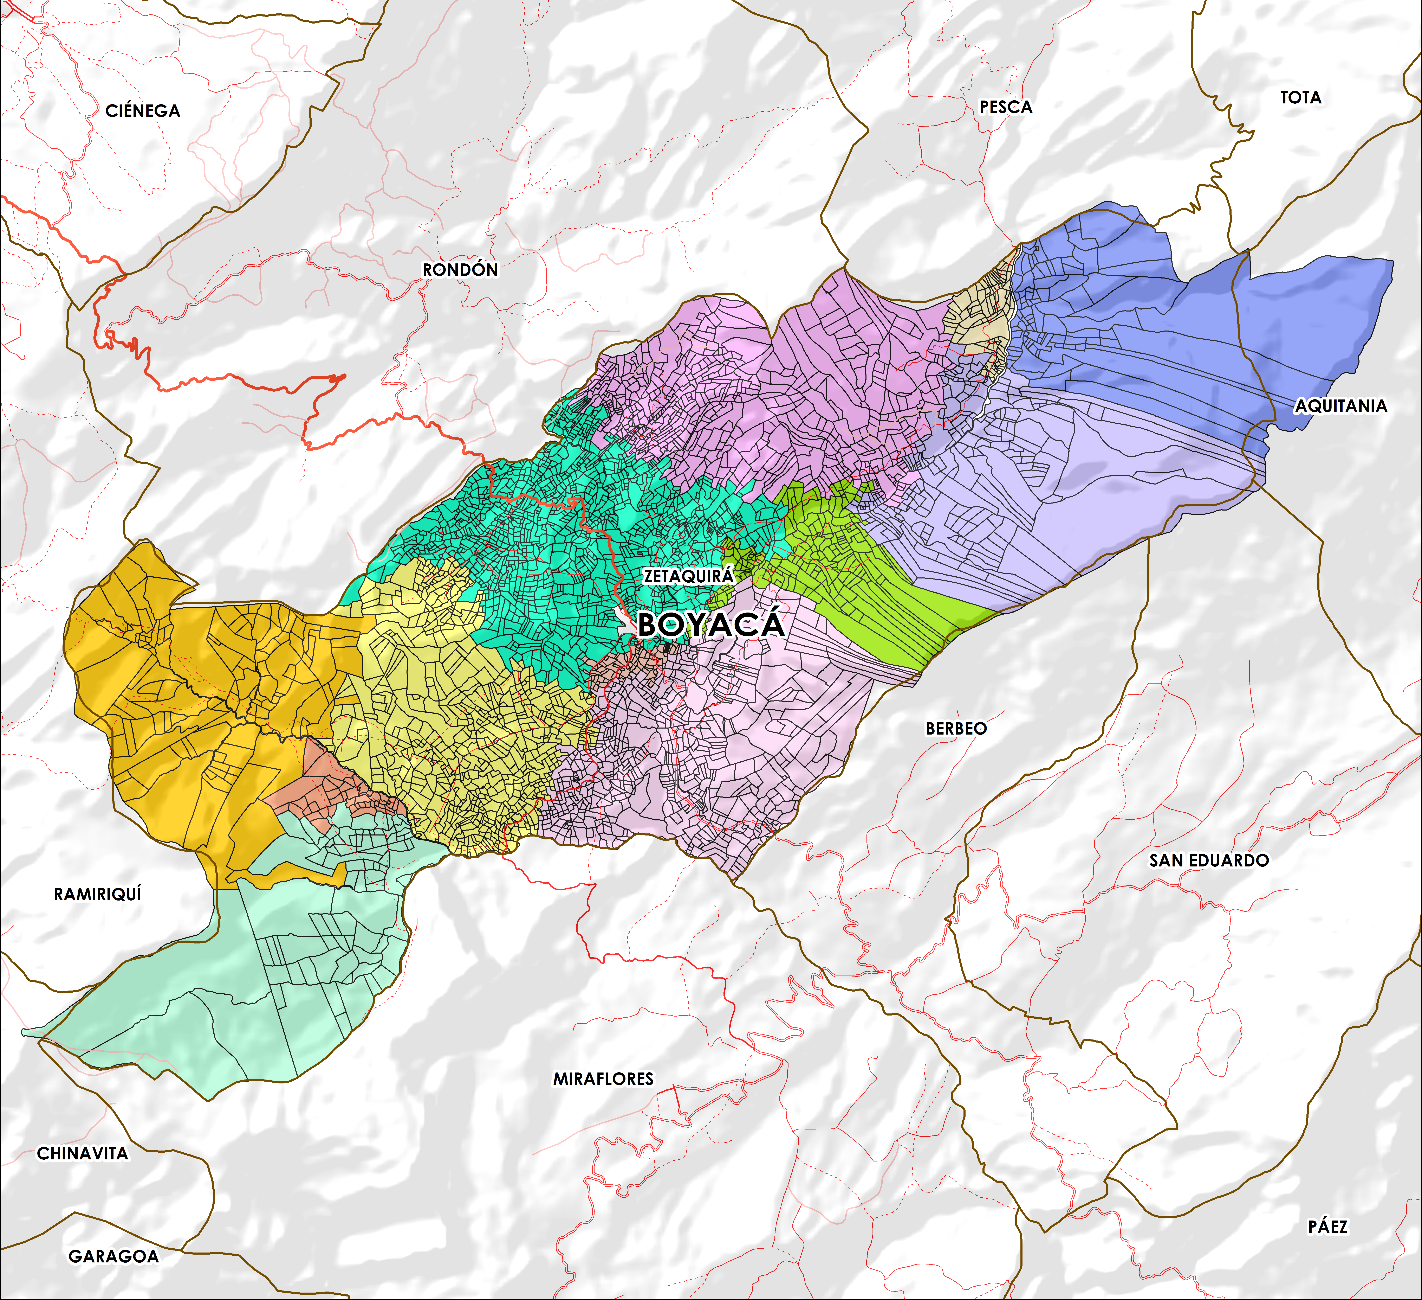 TOTA
PESCA
CIÉNEGA
RONDÓN
AQUITANIA
ZETAQUIRÁ
BOYACÁ
BERBEO
SAN EDUARDO
RAMIRIQUÍ
MIRAFLORES
CHINAVITA
PÁEZ
GARAGOA